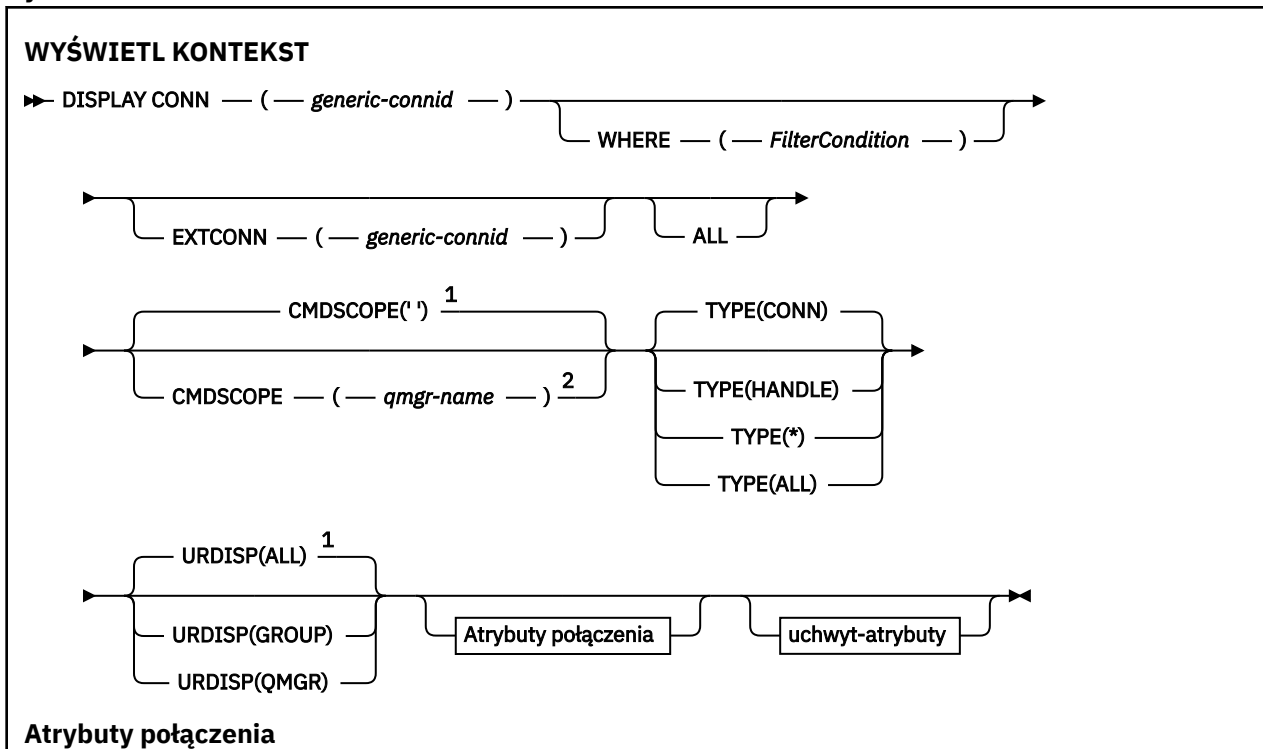 WYŚWIETL KONTEKST
DISPLAY CONN ( generic-connid )
WHERE ( FilterCondition )
EXTCONN ( generic-connid )
ALL
CMDSCOPE(' ') 1
CMDSCOPE ( qmgr-name ) 2
TYPE(CONN)
TYPE(HANDLE)
TYPE(*)
TYPE(ALL)
URDISP(ALL) 1
URDISP(GROUP)
URDISP(QMGR)
Atrybuty połączenia
uchwyt-atrybuty
Atrybuty połączenia